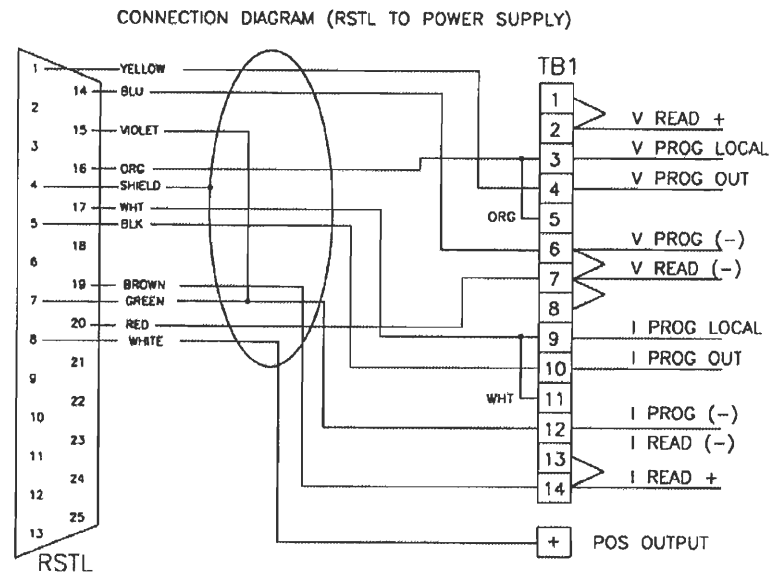 CONNECTION DIAGRAM (RSTL TO POWER SUPPLY)
TB1
1 YELLOW
14 BLU
2
15 VIOLET
3
16 ORG
4 SHIELD
17 WHT
5 BLK
18
6
19 BROWN
7 GREEN
20 RED
8 WHITE
21
9
22
10
23
11
24
12
25
13
RSTL
1
2 V READ +
3 V PROG LOCAL
4 V PROG OUT
ORG 5
6 V PROG (-)
7 V READ (-)
8
9 I PROG LOCAL
10 I PROG OUT
WHT 11
12 I PROG (-)
I READ (-)
13
14 I READ +
+ POS OUTPUT